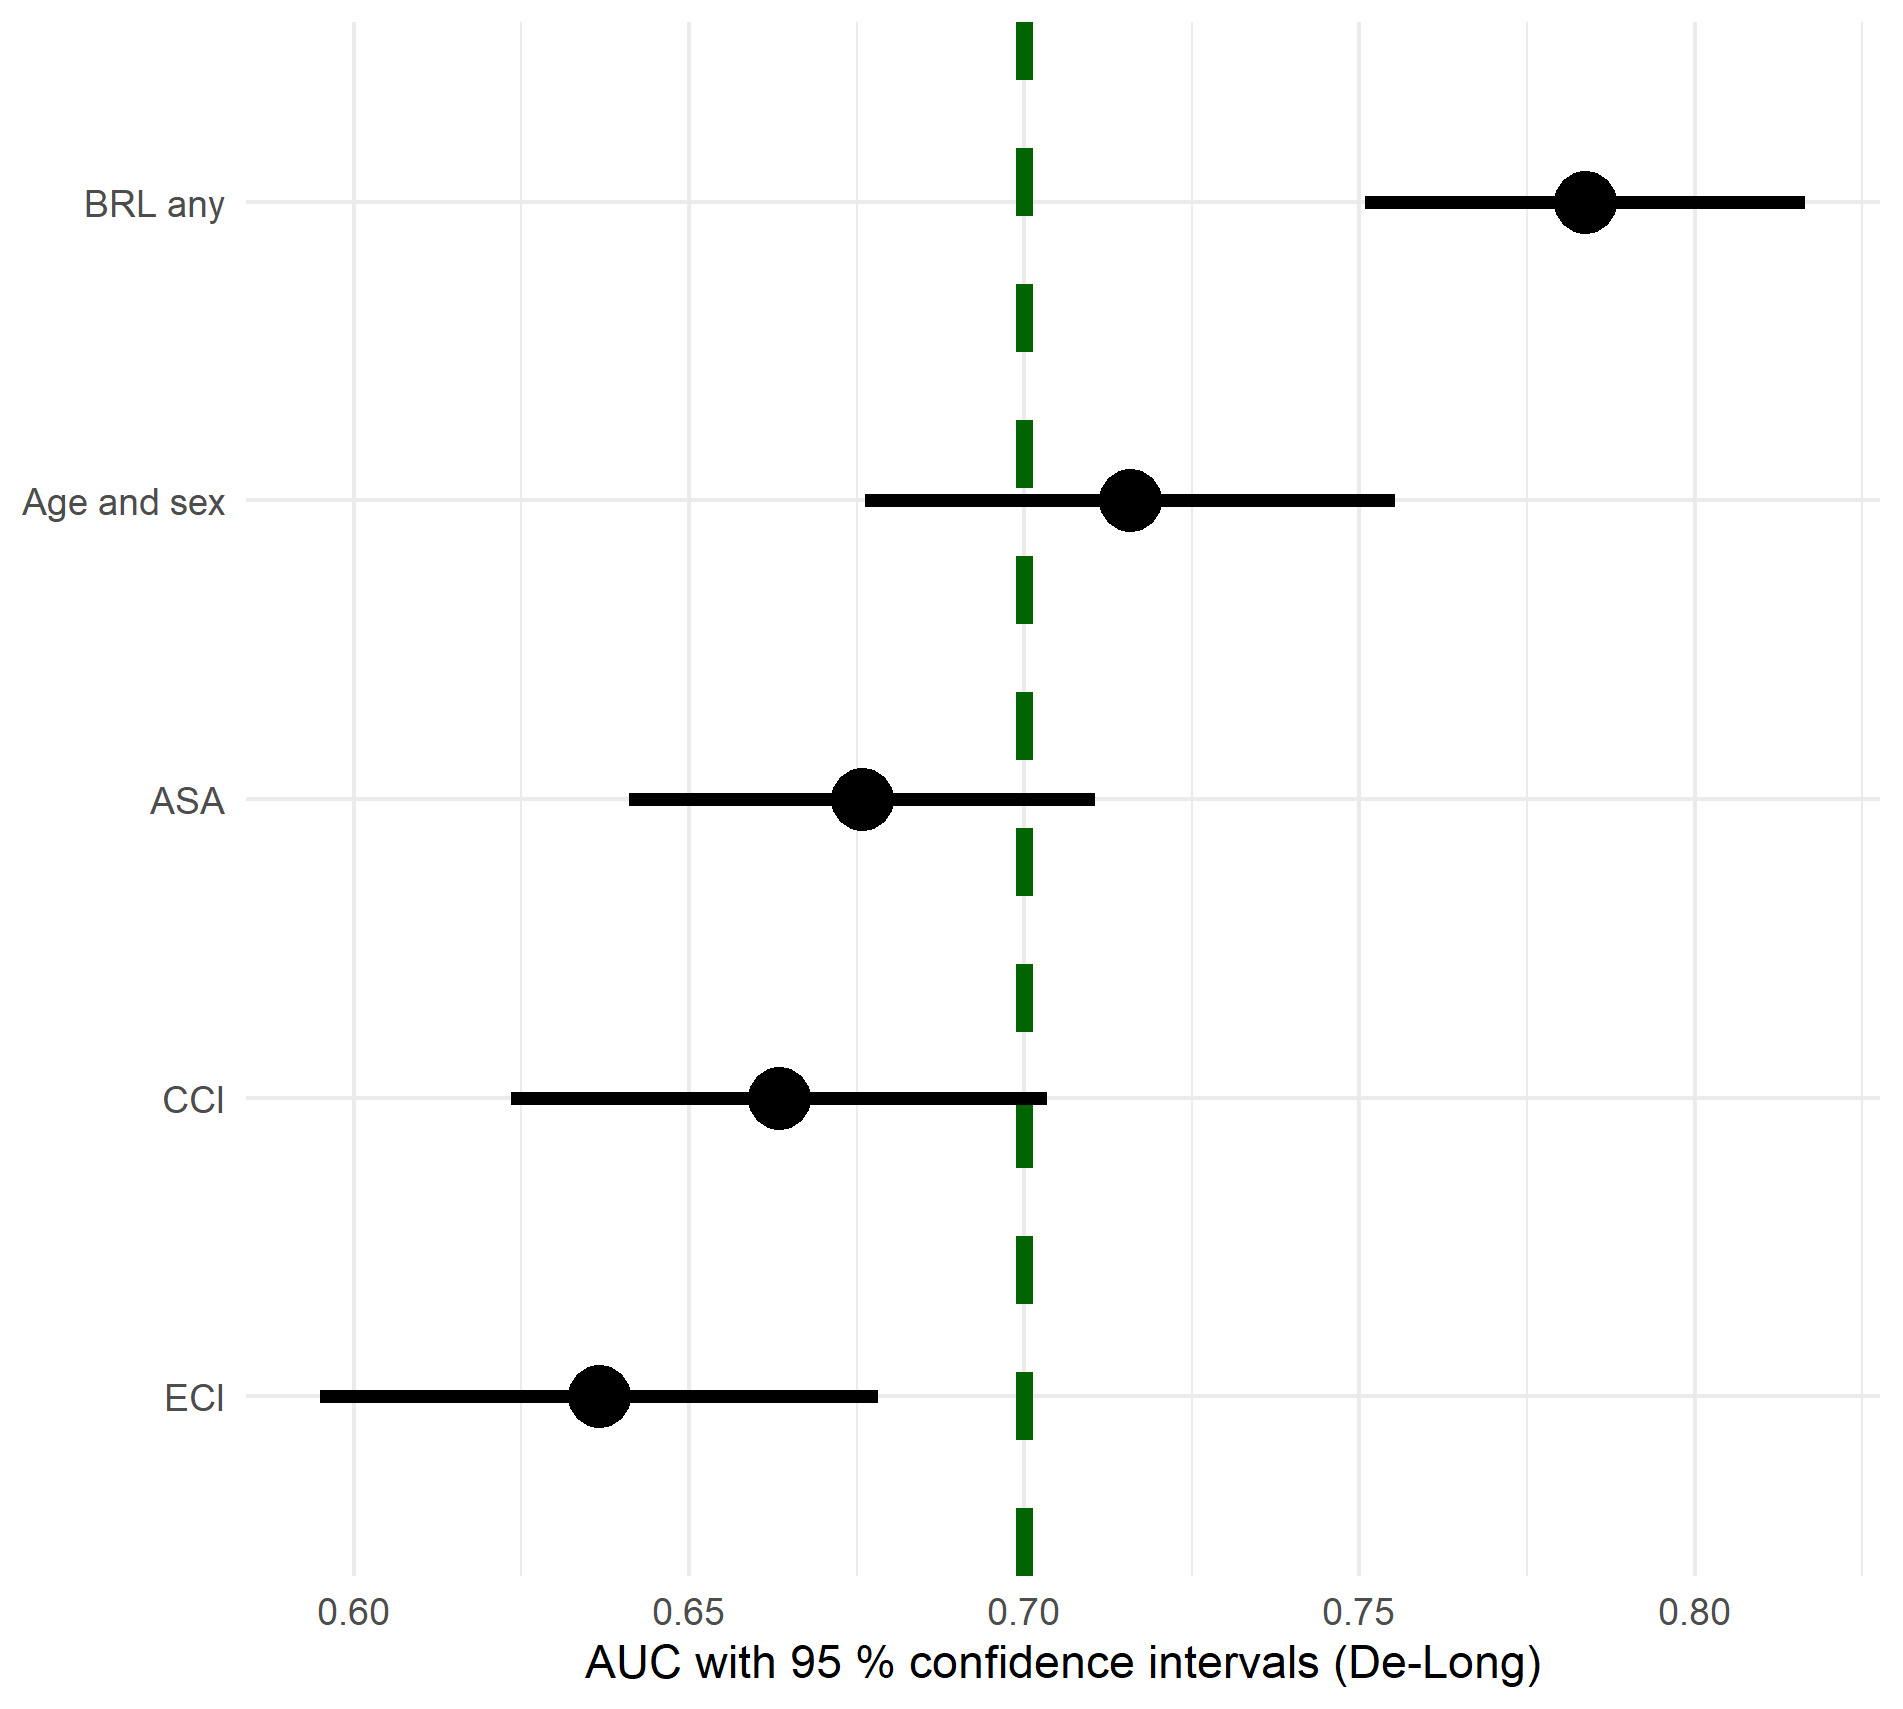 BRL any
Age and sex
ASA
CCI
ECI
0.60 0.65 0.70 0.75 0.80
AUC with 95 % confidence intervals (De-Long)